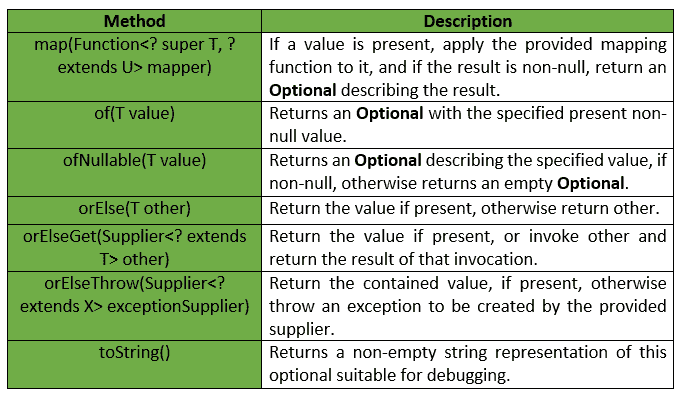 Method Description
map(Function<? super T, ?
extends U> mapper)
If a value is present, apply the provided mapping
function to it, and if the result is non-null, return an
Optional describing the result.
of(T value)
Returns an Optional with the specified present non-
null value.
ofNullable(T value)
Returns an Optional describing the specified value, if
non-null, otherwise returns an empty Optional.
orElse(T other)
Return the value if present, otherwise return other.
orElseGet(Supplier<? extends
T> other)
Return the value if present, or invoke other and
return the result of that invocation.
orElseThrow(Supplier<?
extends X> exceptionSupplier)
Return the contained value, if present, otherwise
throw an exception to be created by the provided
supplier.
toString()
Returns a non-empty string representation of this
optional suitable for debugging.